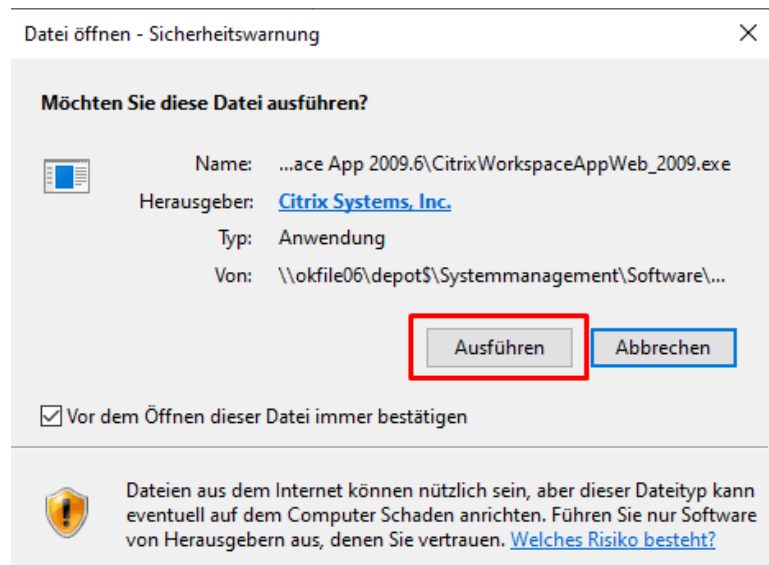 Datei öffnen - Sicherheitswarnung
Möchten Sie diese Datei ausführen?
Name: ...ace App 2009.6\CitrixWorkspaceAppWeb_2009.exe
Herausgeber: Citrix Systems, Inc.
Typ: Anwendung
Von: \\okfile06\depot$\Systemmanagement\Software\...
Ausführen Abbrechen
Vor dem Öffnen dieser Datei immer bestätigen
Dateien aus dem Internet können nützlich sein, aber dieser Dateityp kann
eventuell auf dem Computer Schaden anrichten. Führen Sie nur Software
von Herausgebern aus, denen Sie vertrauen. Welches Risiko besteht?